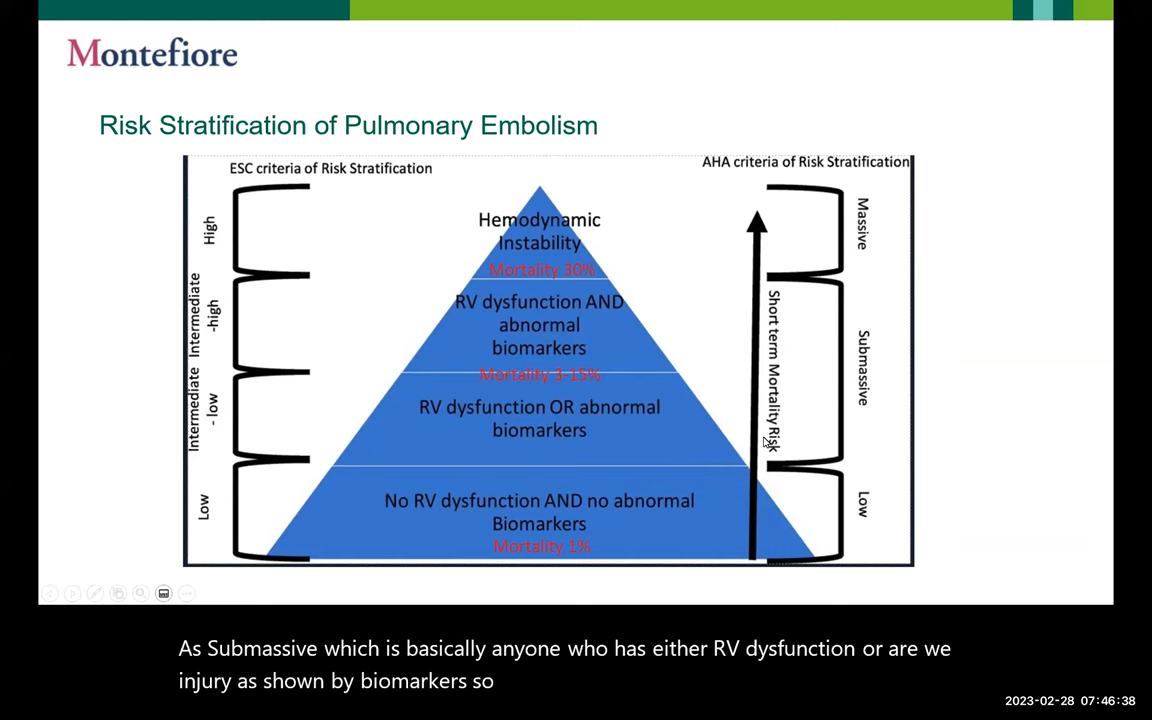 Montefiore
Risk Stratification of Pulmonary Embolism
ESC criteria of Risk Stratification
AHA criteria of Risk Stratification
High
Intermediate
-high
Intermediate
- low
Low
Hemodynamic
Instability
Mortality 30%
RV dysfunction AND
abnormal
biomarkers
Mortality 3-15%
RV dysfunction OR abnormal
biomarkers
No RV dysfunction AND no abnormal
Biomarkers
Mortality 1%
Short term Mortality Risk
Massive
Submassive
Low
As Submassive which is basically anyone who has either RV dysfunction or are we
injury as shown by biomarkers so
2023-02-28 07:46:38